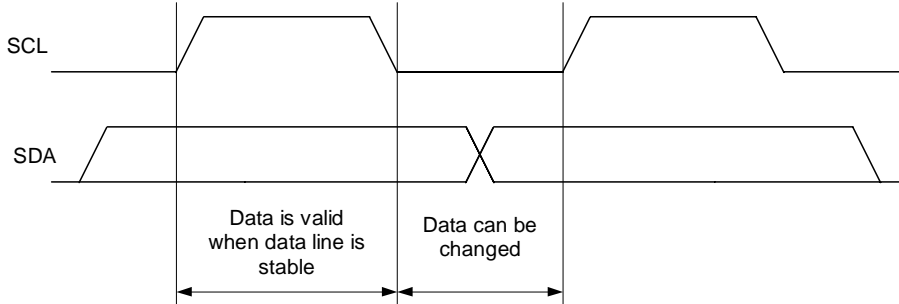 SCL
SDA
Data is valid
when data line is
stable
Data can be
changed